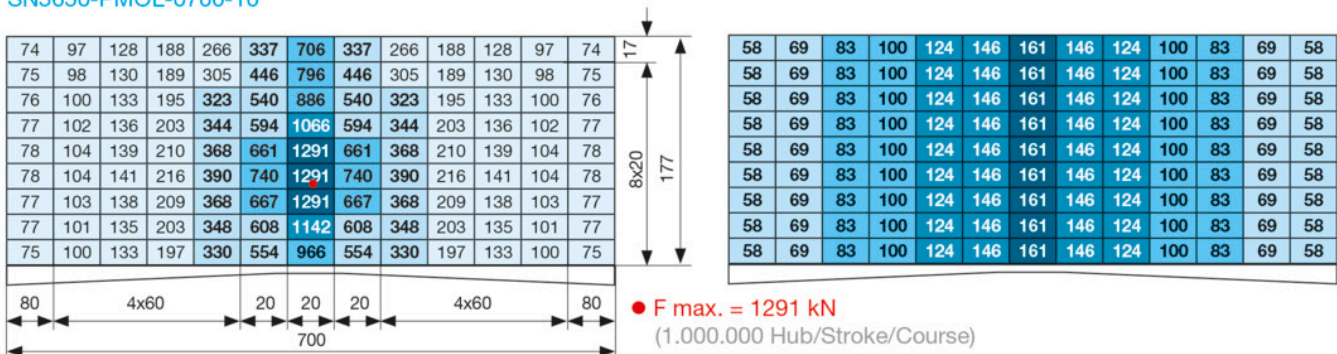 SN5650-PMOL-0700-10
74 97 128 188 266 337 706 337 266 188 128 97 74
75 98 130 189 305 446 796 446 305 189 130 98 75
76 100 133 195 323 540 886 540 323 195 133 100 76
77 102 136 203 344 594 1066 594 344 203 136 102 77
78 104 139 210 368 661 1291 661 368 210 139 104 78
78 104 141 216 390 740 1291 740 390 216 141 104 78
77 103 138 209 368 667 1291 667 368 209 138 103 77
77 101 135 203 348 608 1142 608 348 203 135 101 77
75 100 133 197 330 554 966 554 330 197 133 100 75
17
8x20
177
80 4x60 20 20 20 4x60 80
700
58 69 83 100 124 146 161 146 124 100 83 69 58
58 69 83 100 124 146 161 146 124 100 83 69 58
58 69 83 100 124 146 161 146 124 100 83 69 58
58 69 83 100 124 146 161 146 124 100 83 69 58
58 69 83 100 124 146 161 146 124 100 83 69 58
58 69 83 100 124 146 161 146 124 100 83 69 58
58 69 83 100 124 146 161 146 124 100 83 69 58
58 69 83 100 124 146 161 146 124 100 83 69 58
58 69 83 100 124 146 161 146 124 100 83 69 58
F max. = 1291 kN
(1.000.000 Hub/Stroke/Course)